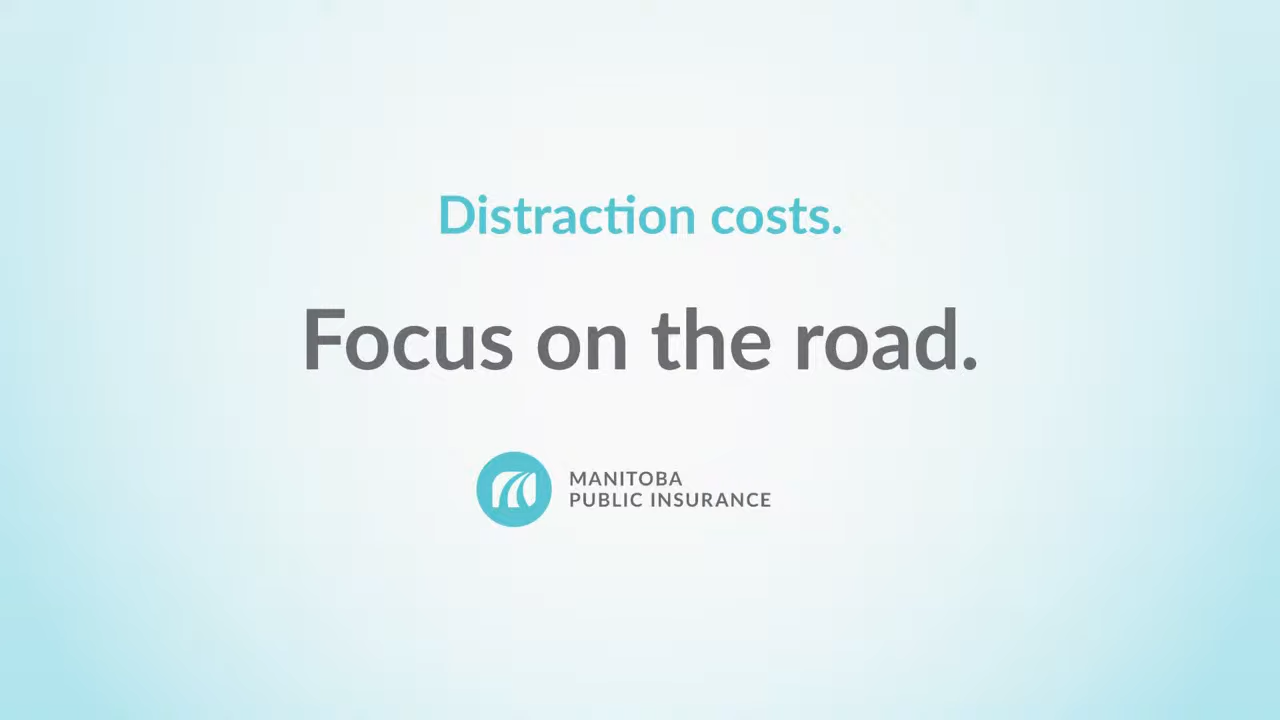 Distraction costs.
Focus on the road.
MANITOBA
PUBLIC INSURANCE